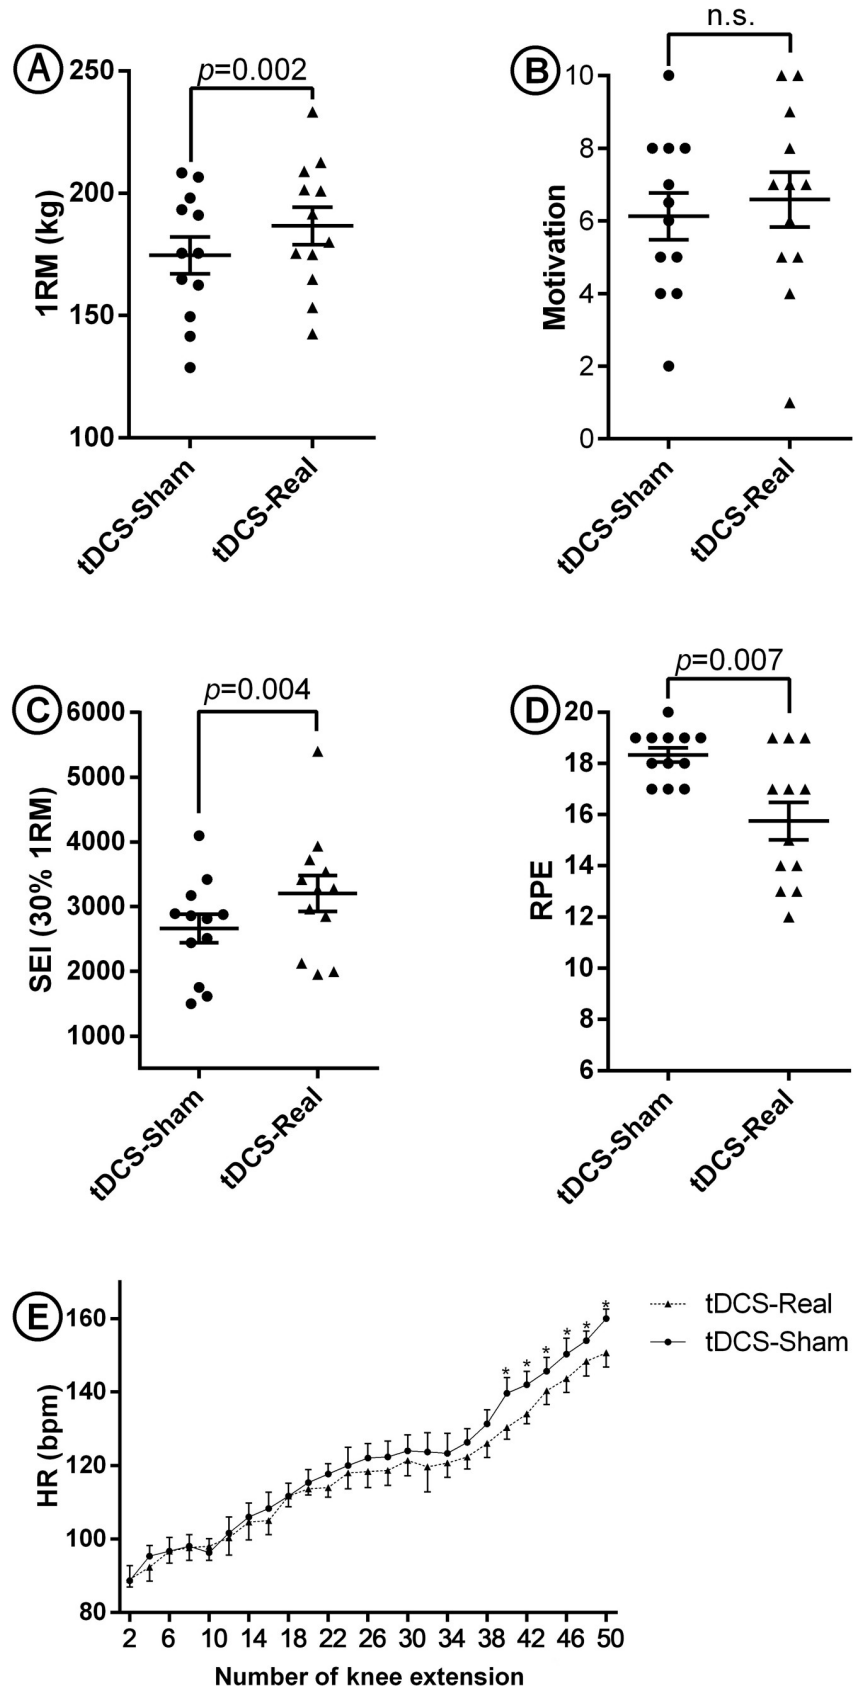 A
p=0.002
250
200
150
100
1RM (kg)
tDCS-Sham
tDCS-Real
B
n.s.
10
8
6
4
2
0
Motivation
tDCS-Sham
tDCS-Real
C
p=0.004
6000
5000
4000
3000
2000
1000
SEI (30% 1RM)
tDCS-Sham
tDCS-Real
D
p=0.007
20
18
16
14
12
10
8
6
RPE
tDCS-Sham
tDCS-Real
E
160
140
120
100
80
HR (bpm)
* * * * * *
2 6 10 14 18 22 26 30 34 38 42 46 50
Number of knee extension
tDCS-Real
tDCS-Sham